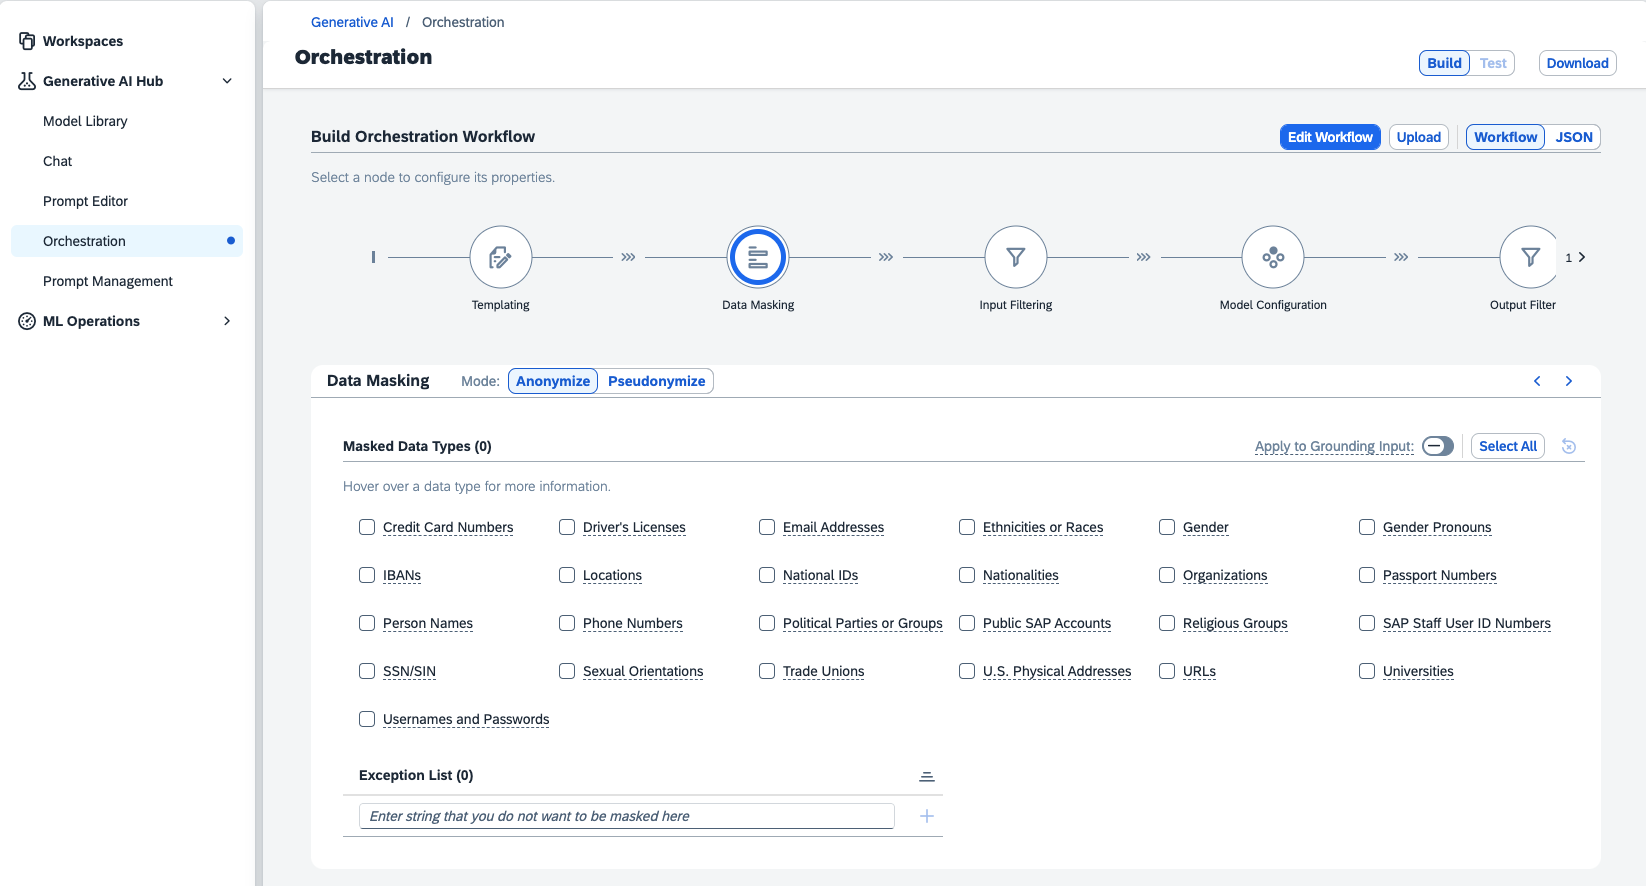 Workspaces
Generative AI Hub
Model Library
Chat
Prompt Editor
Orchestration
Prompt Management
ML Operations
Generative AI / Orchestration
Orchestration
Build Test Download
Build Orchestration Workflow
Edit Workflow Upload Workflow JSON
Select a node to configure its properties.
1
Templating Data Masking Input Filtering Model Configuration Output Filter
Data Masking Mode: Anonymize Pseudonymize
Masked Data Types (0) Apply to Grounding Input: Select All
Hover over a data type for more information.
Credit Card Numbers Driver's Licenses Email Addresses Ethnicities or Races Gender Gender Pronouns
IBANs Locations National IDs Nationalities Organizations Passport Numbers
Person Names Phone Numbers Political Parties or Groups Public SAP Accounts Religious Groups SAP Staff User ID Numbers
SSN/SIN Sexual Orientations Trade Unions U.S. Physical Addresses URLs Universities
Usernames and Passwords
Exception List (0)
Enter string that you do not want to be masked here